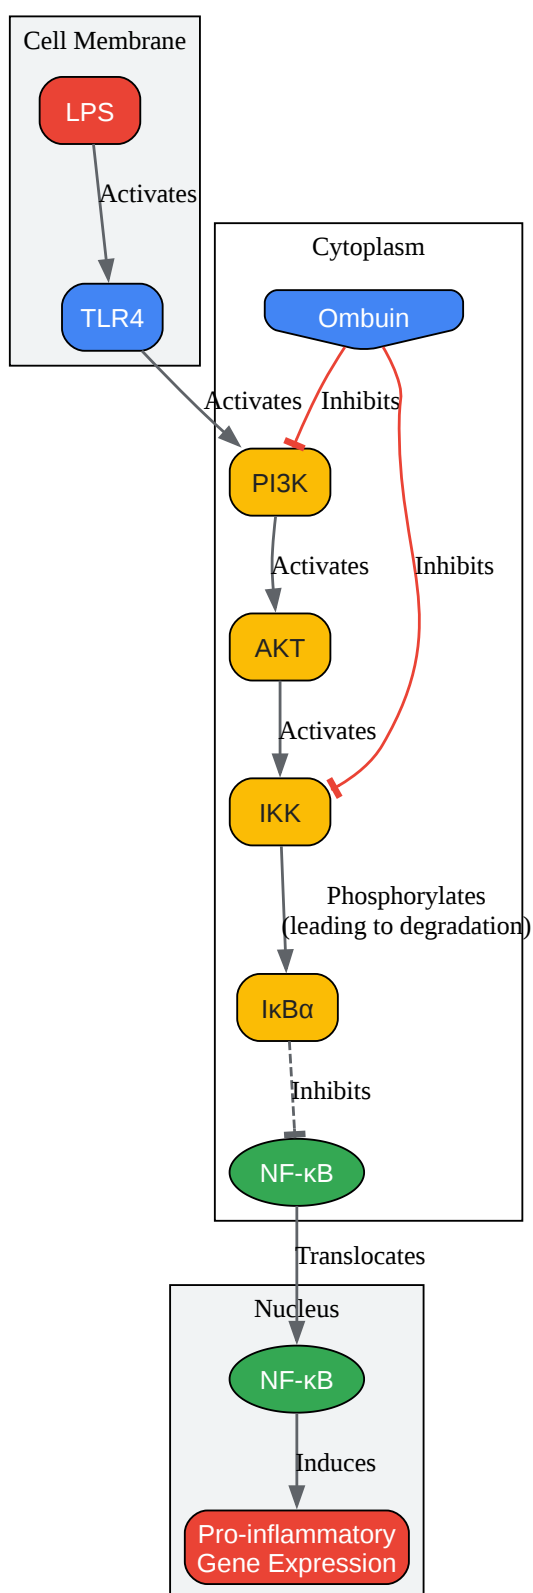 Cell Membrane
LPS
Activates
TLR4
Cytoplasm
Ombuin
Activates
Inhibits
PI3K
Activates
Inhibits
AKT
Activates
IKK
Phosphorylates
(leading to degradation)
IκBα
Inhibits
NF-κB
Translocates
Nucleus
NF-κB
Induces
Pro-inflammatory
Gene Expression